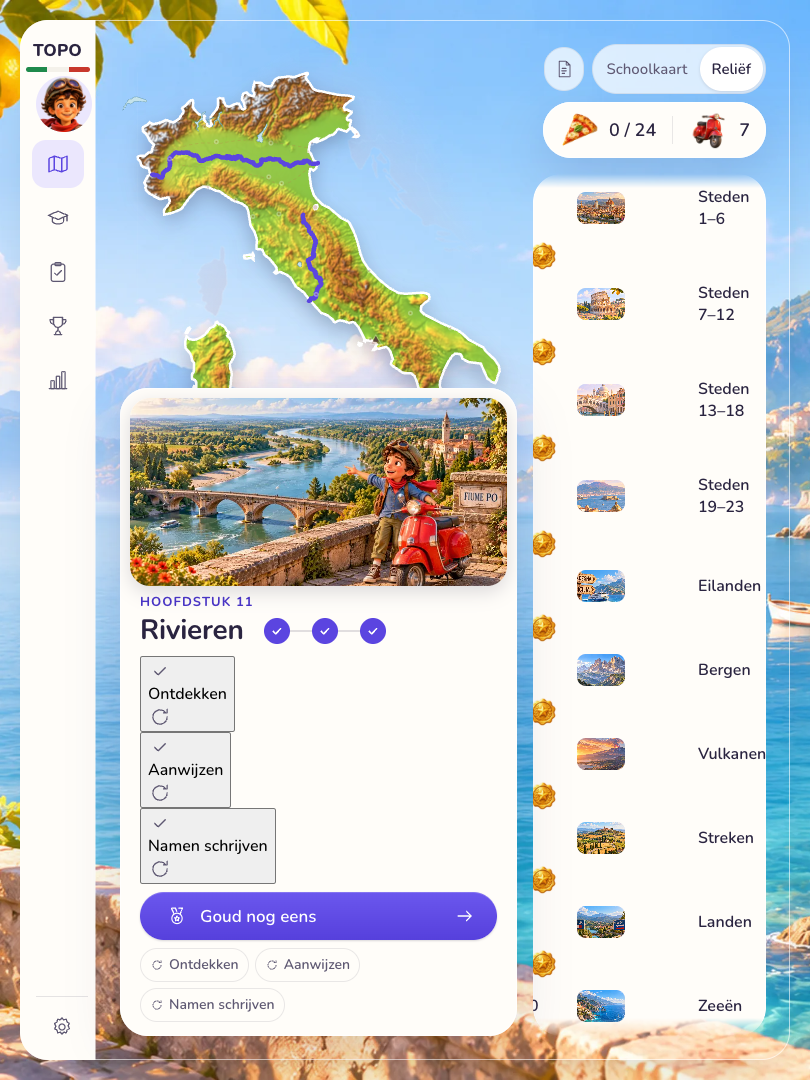 TOPO
Schoolkaart
Reliëf
0 / 24
7
Steden
1–6
Steden
7–12
Steden
13–18
Steden
19–23
Eilanden
Bergen
Vulkanen
Streken
Landen
0
Zeeën
FIUME PO
HOOFDSTUK 11
Rivieren
Ontdekken
Aanwijzen
Namen schrijven
Goud nog eens
Ontdekken
Aanwijzen
Namen schrijven